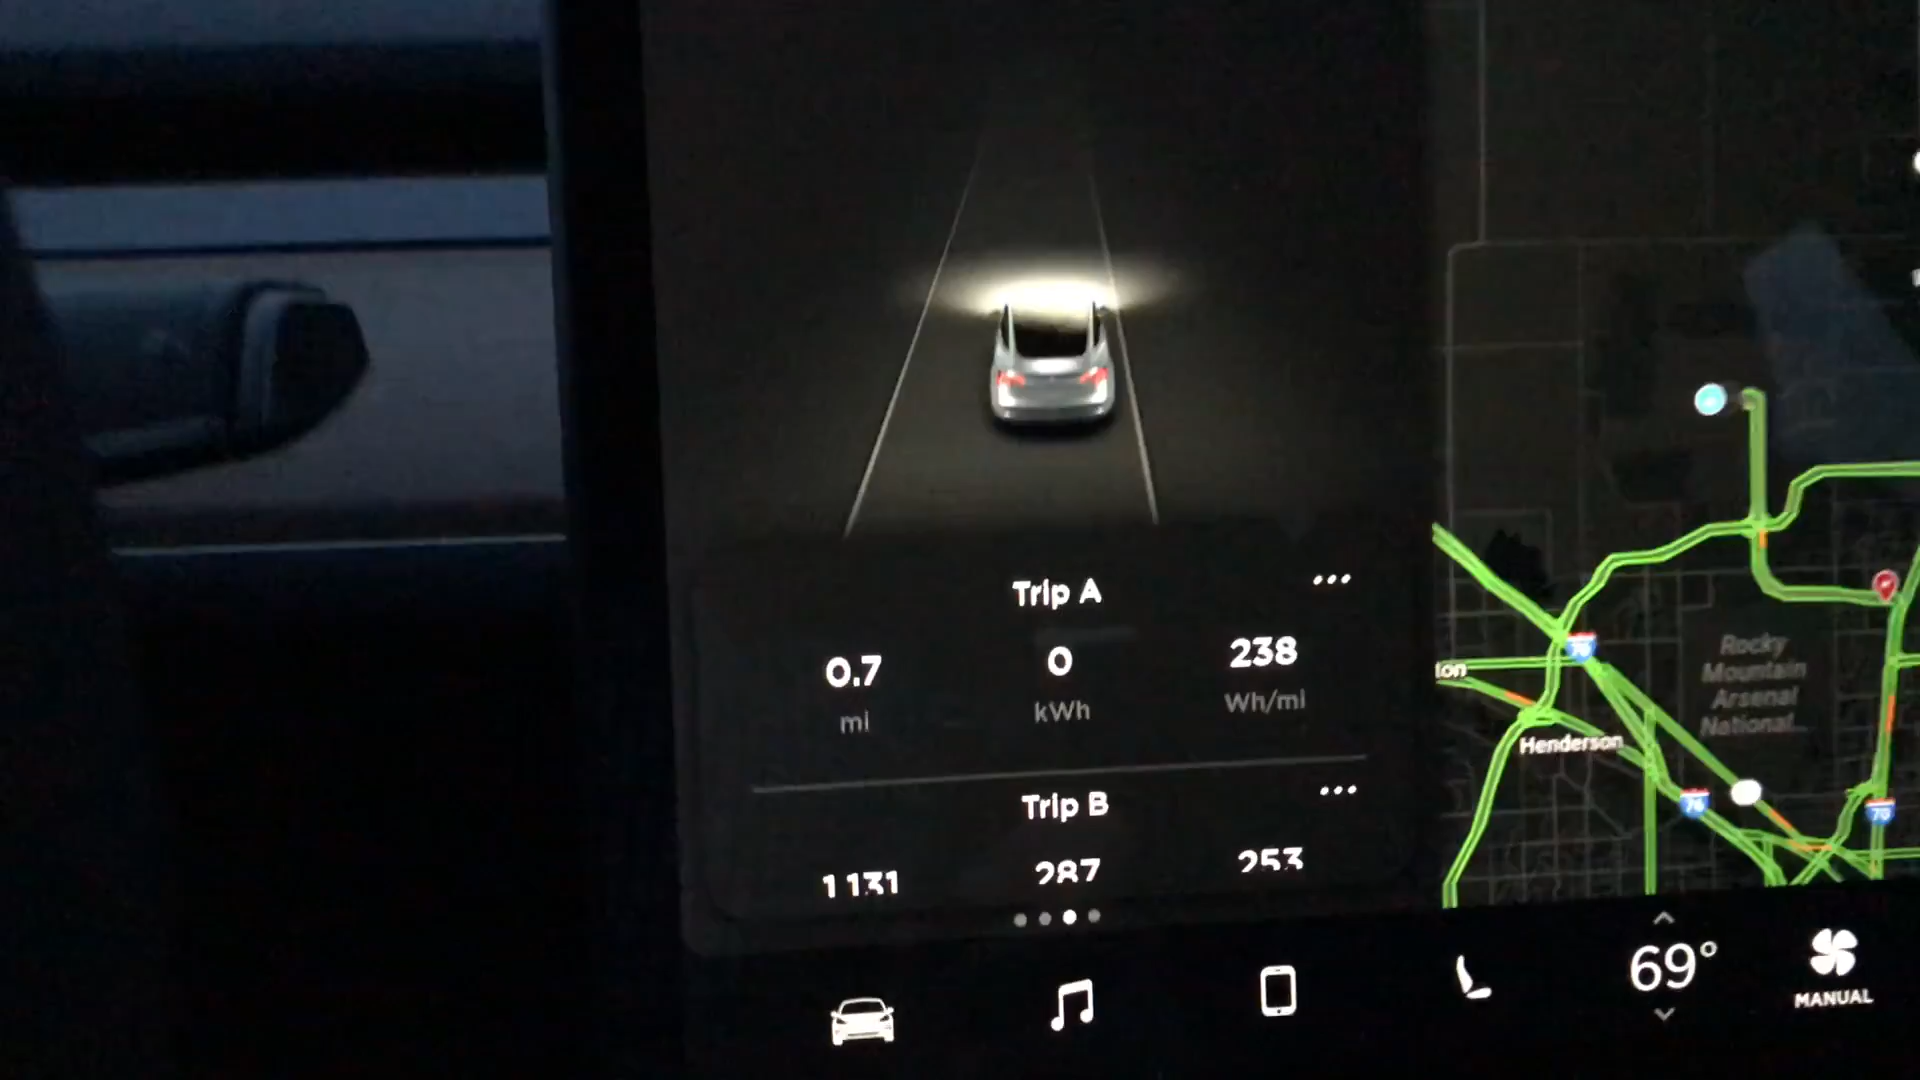 Trip A
0.7
mi
0
kWh
238
Wh/mi
Trip B
1131
287
253
Rocky
Mountain
Arsenal
National...
Henderson
76
69°
MANUAL